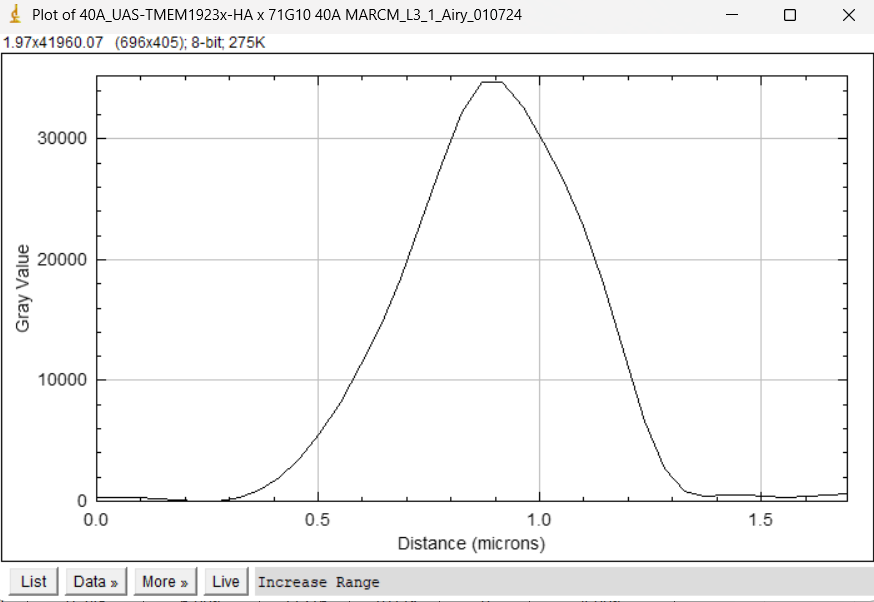 Plot of 40A_UAS-TMEM1923x-HA x 71G10 40A MARCM_L3_1_Airy_010724
1.97x41960.07 (696x405); 8-bit; 275K
30000
20000
10000
0
Gray Value
0.0 0.5 1.0 1.5
Distance (microns)
List Data » More » Live Increase Range